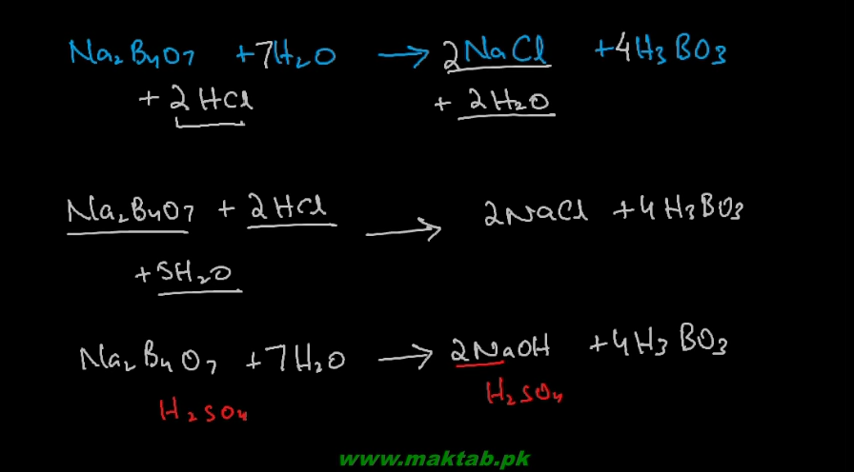 Na₂B₄O₇ + 7H₂O → 2NaCl + 4H₃BO₃
+ 2HCl + 2H₂O
Na₂B₄O₇ + 2HCl → 2NaCl + 4H₃BO₃
+ 5H₂O
Na₂B₄O₇ + 7H₂O → 2NaOH + 4H₃BO₃
H₂SO₄ H₂SO₄
www.maktab.pk